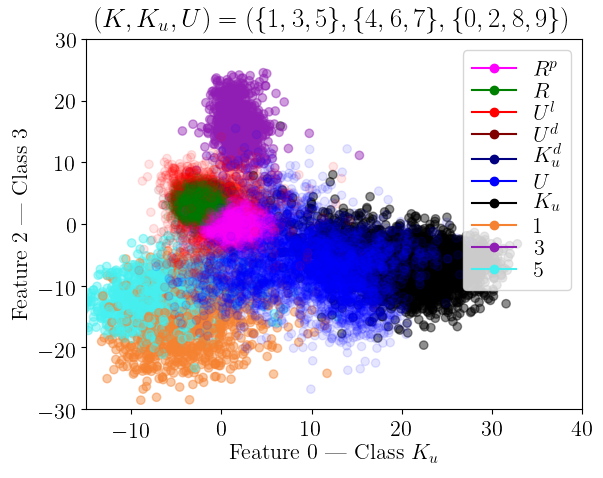 (K, K_u, U) = ({1, 3, 5}, {4, 6, 7}, {0, 2, 8, 9})
30
20
10
0
−10
−20
−30
Feature 2 — Class 3
R^p
R
U^l
U^d
K_u^d
U
K_u
1
3
5
−10 0 10 20 30 40
Feature 0 — Class K_u